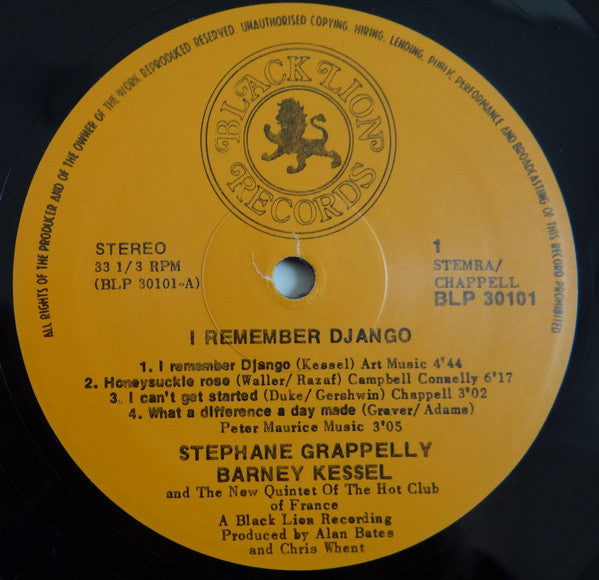 ALL RIGHTS OF THE PRODUCER AND OF THE OWNER OF THE WORK REPRODUCED RESERVED. UNAUTHORISED COPYING, HIRING, LENDING, PUBLIC PERFORMANCE AND BROADCASTING OF THIS RECORD PROHIBITED
BLACK LION
RECORDS
STEREO
33 1/3 RPM
(BLP 30101-A)
1
STEMRA/
CHAPPELL
BLP 30101
I REMEMBER DJANGO
1. I remember Django (Kessel) Art Music 4'44
2. Honeysuckle rose (Waller/ Razaf) Campbell Connelly 6'17
3. I can't get started (Duke/ Gershwin) Chappell 3'02
4. What a difference a day made (Grever/ Adams)
Peter Maurice Music 3'05
STEPHANE GRAPPELLY
BARNEY KESSEL
and The New Quintet Of The Hot Club
of France
A Black Lion Recording
Produced by Alan Bates
and Chris Whent